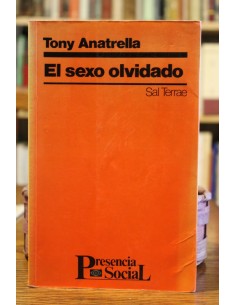 Tony Anatrella
El sexo olvidado
Sal Terrae
Presencia
SociaL